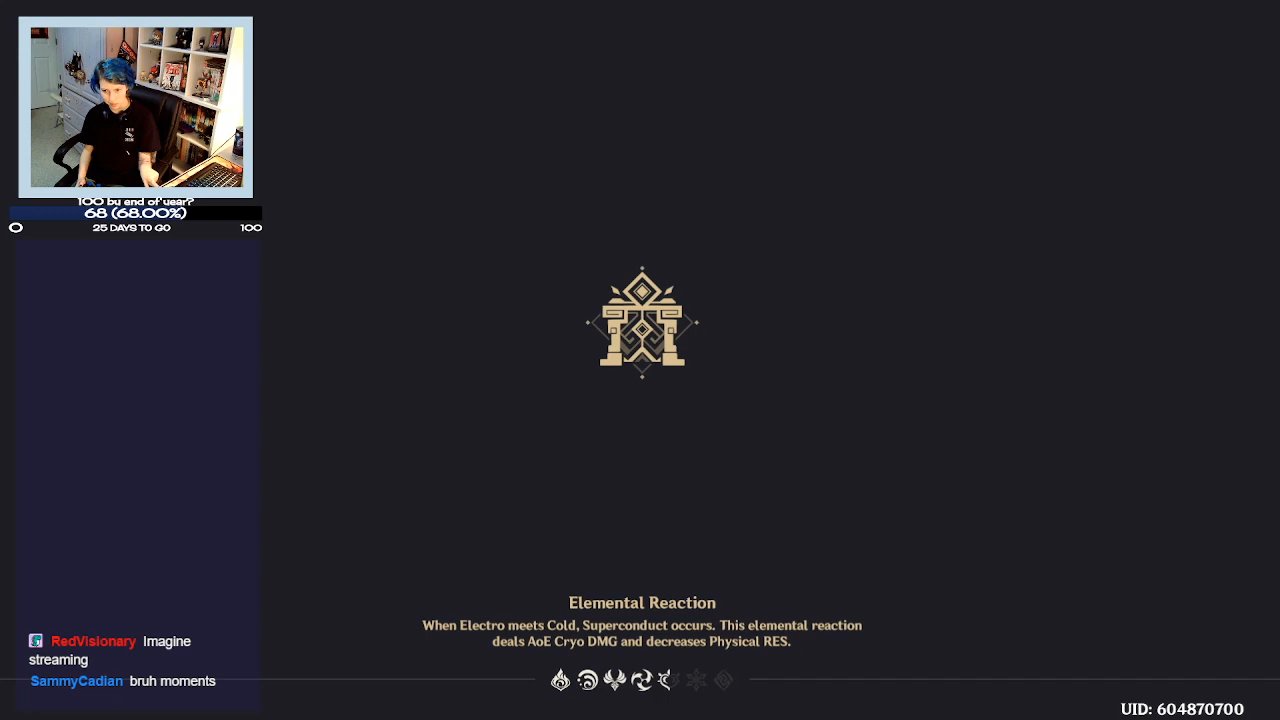 100 by end of year?
68 (68.00%)
0 25 DAYS TO GO 100
RedVisionary Imagine
streaming
SammyCadian bruh moments
Elemental Reaction
When Electro meets Cold, Superconduct occurs. This elemental reaction
deals AoE Cryo DMG and decreases Physical RES.
UID: 604870700